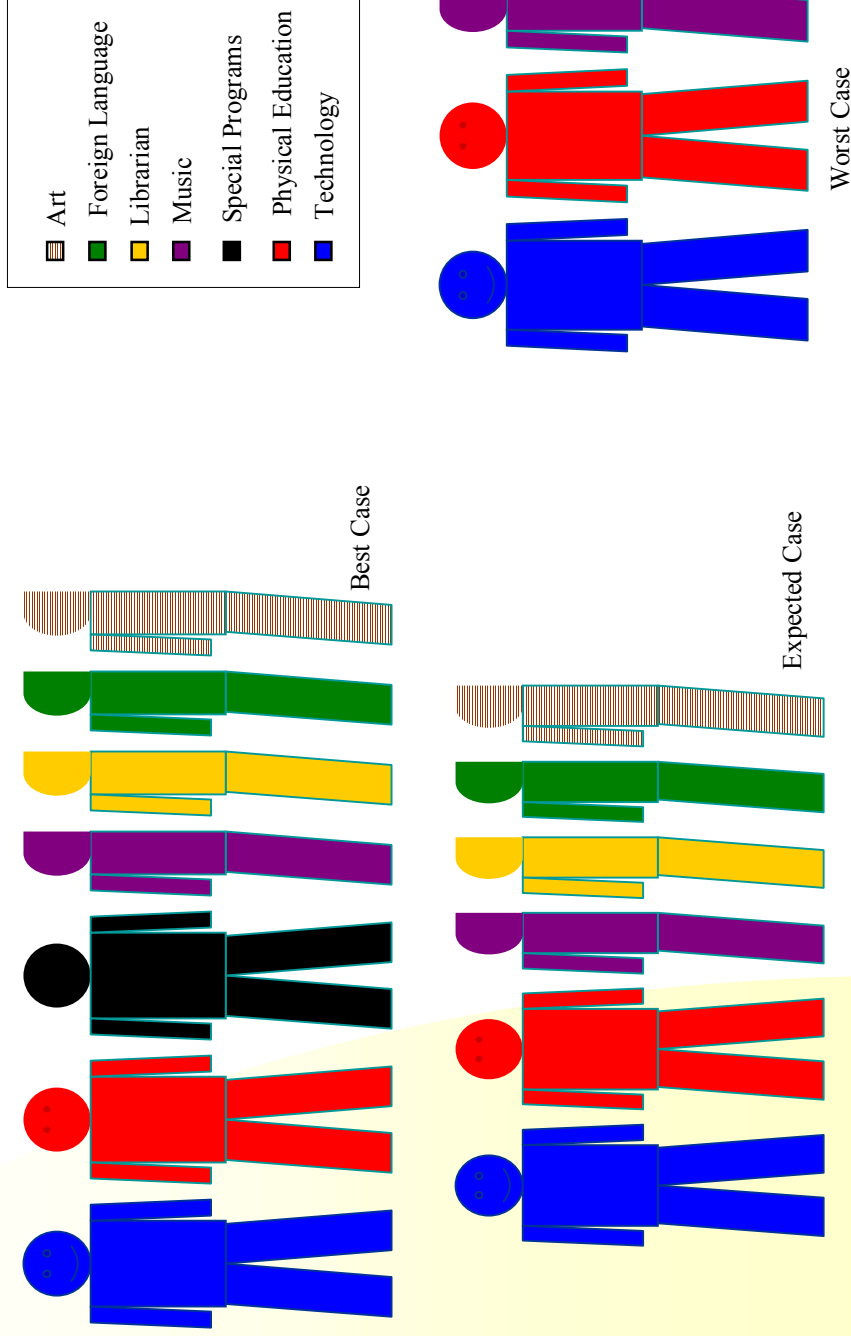 Art
Foreign Language
Librarian
Music
Special Programs
Physical Education
Technology
Best Case
Expected Case
Worst Case